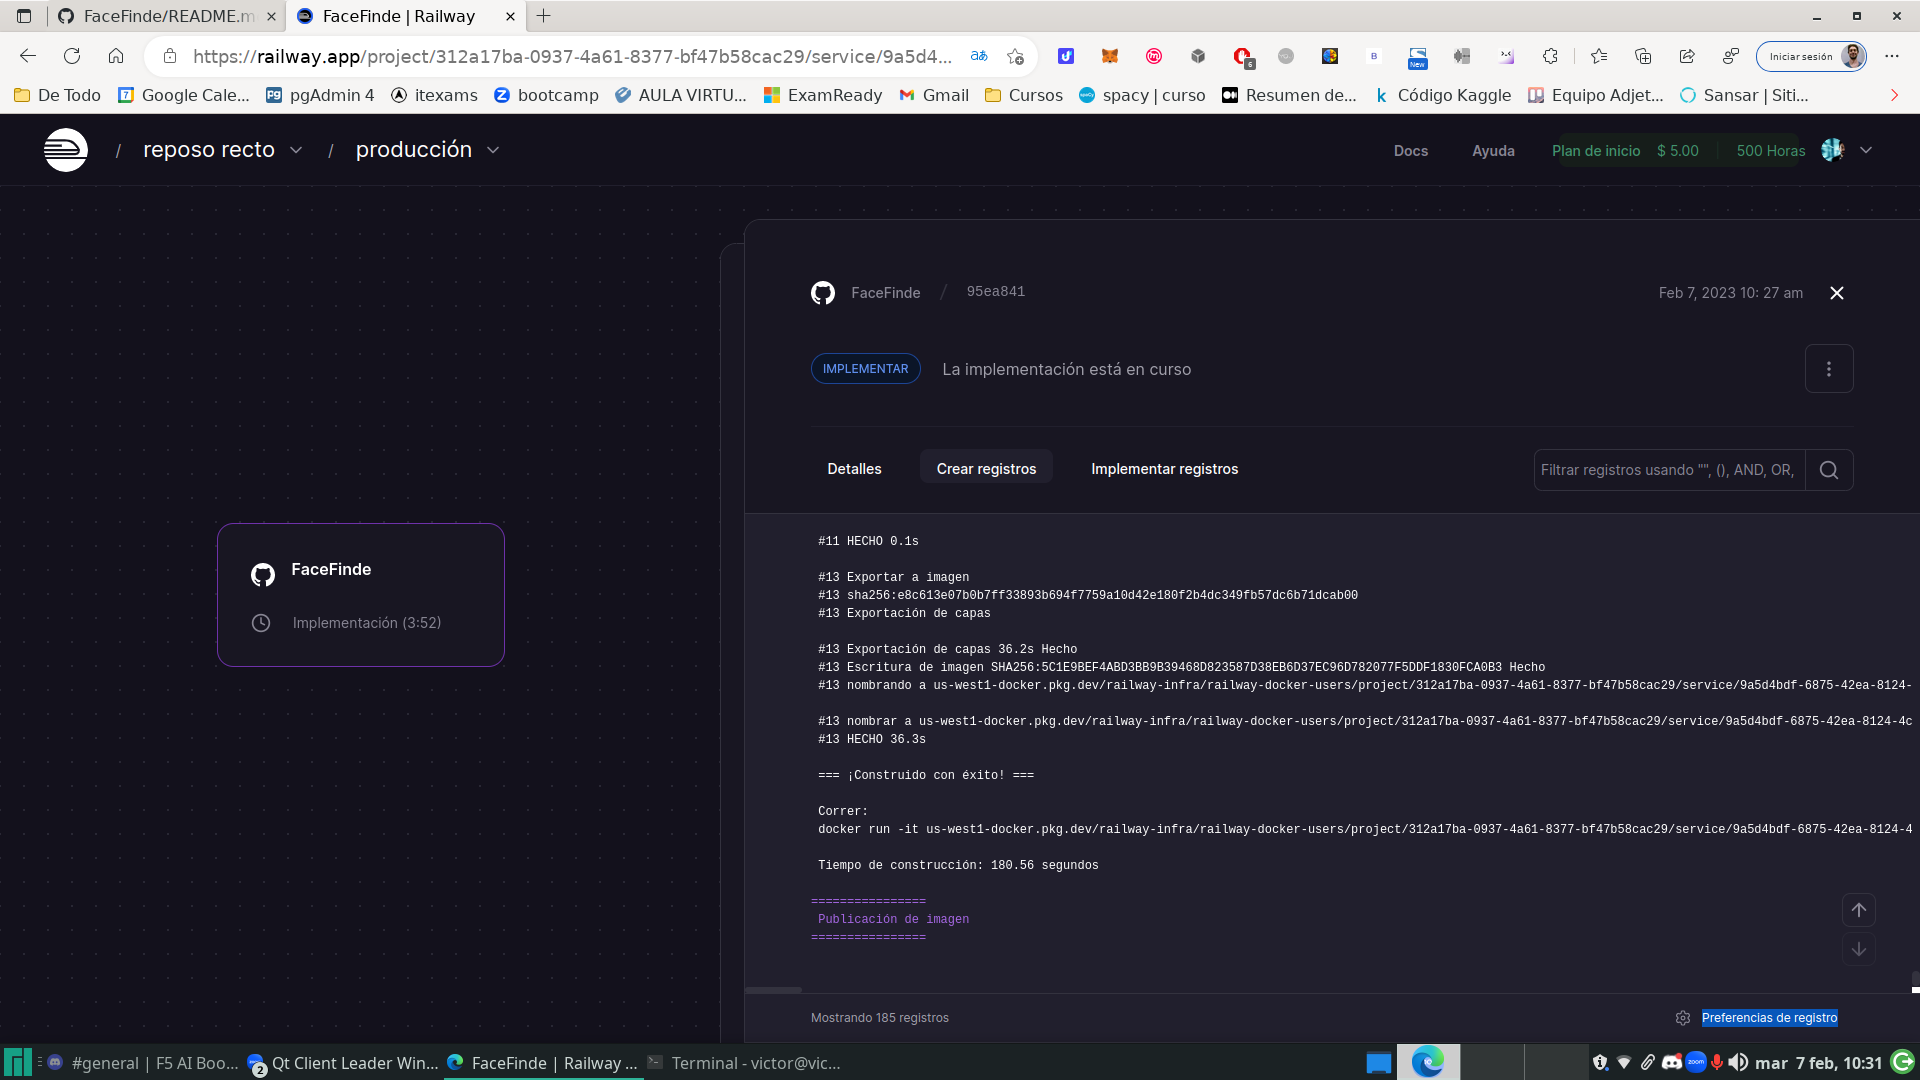 FaceFinde/README.m
FaceFinde | Railway
https://railway.app/project/312a17ba-0937-4a61-8377-bf47b58cac29/service/9a5d4...
aあ
6
New
Iniciar sesión
De Todo
Google Cale...
pgAdmin 4
itexams
bootcamp
AULA VIRTU...
ExamReady
Gmail
Cursos
spacy | curso
Resumen de...
Código Kaggle
Equipo Adjet...
Sansar | Siti...
/ reposo recto / producción
Docs
Ayuda
Plan de inicio $ 5.00 500 Horas
FaceFinde / 95ea841
Feb 7, 2023 10: 27 am
IMPLEMENTAR
La implementación está en curso
Detalles
Crear registros
Implementar registros
Filtrar registros usando "", (), AND, OR,
FaceFinde
Implementación (3:52)
#11 HECHO 0.1s
#13 Exportar a imagen
#13 sha256:e8c613e07b0b7ff33893b694f7759a10d42e180f2b4dc349fb57dc6b71dcab00
#13 Exportación de capas
#13 Exportación de capas 36.2s Hecho
#13 Escritura de imagen SHA256:5C1E9BEF4ABD3BB9B39468D823587D38EB6D37EC96D782077F5DDF1830FCA0B3 Hecho
#13 nombrando a us-west1-docker.pkg.dev/railway-infra/railway-docker-users/project/312a17ba-0937-4a61-8377-bf47b58cac29/service/9a5d4bdf-6875-42ea-8124-
#13 nombrar a us-west1-docker.pkg.dev/railway-infra/railway-docker-users/project/312a17ba-0937-4a61-8377-bf47b58cac29/service/9a5d4bdf-6875-42ea-8124-4c
#13 HECHO 36.3s
=== ¡Construido con éxito! ===
Correr:
docker run -it us-west1-docker.pkg.dev/railway-infra/railway-docker-users/project/312a17ba-0937-4a61-8377-bf47b58cac29/service/9a5d4bdf-6875-42ea-8124-4
Tiempo de construcción: 180.56 segundos
================
Publicación de imagen
================
Mostrando 185 registros
Preferencias de registro
#general | F5 AI Boo...
2
Qt Client Leader Win...
FaceFinde | Railway ...
Terminal - victor@vic...
zoom
mar 7 feb, 10:31